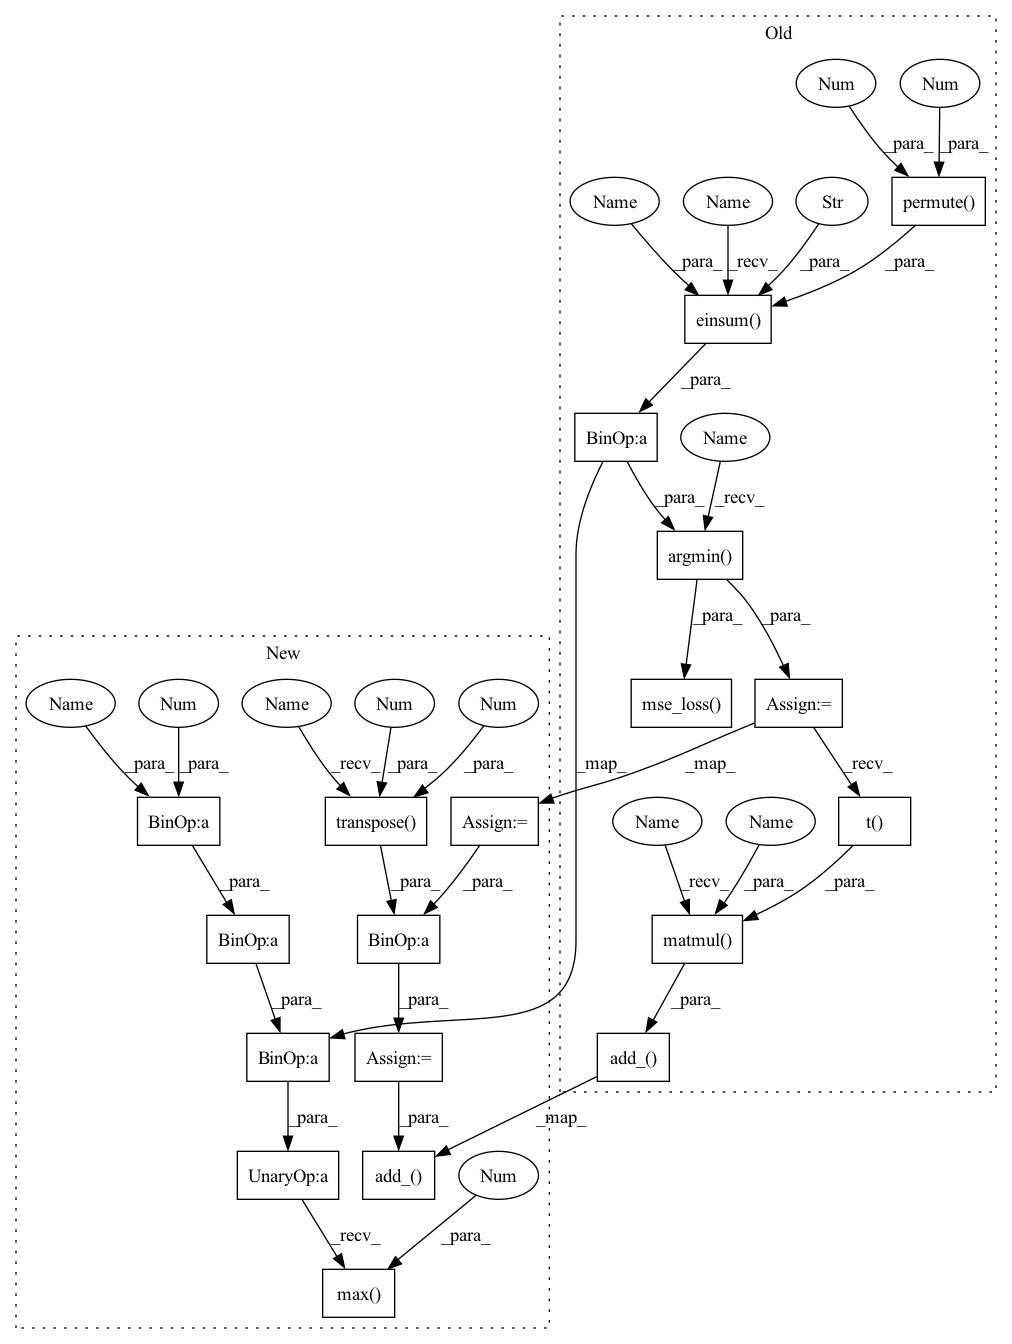 Old
Num
Num
_para_
_para_
Name
Name
Str
permute()
_para_
_recv_
_para_
_para_
einsum()
_para_
BinOp:a
Name
_para_
_recv_
argmin()
_para_
_para_
New
Name
Num
Name
Num
Num
mse_loss()
Assign:=
_para_
_para_
_recv_
_para_
_para_
_map_
_map_
_recv_
BinOp:a
transpose()
Assign:=
Name
Name
t()
_para_
_para_
_para_
_recv_
_para_
_para_
BinOp:a
BinOp:a
matmul()
_para_
_para_
_para_
BinOp:a
Assign:=
add_()
_para_
_para_
_map_
UnaryOp:a
add_()
Num
_recv_
_para_
max()